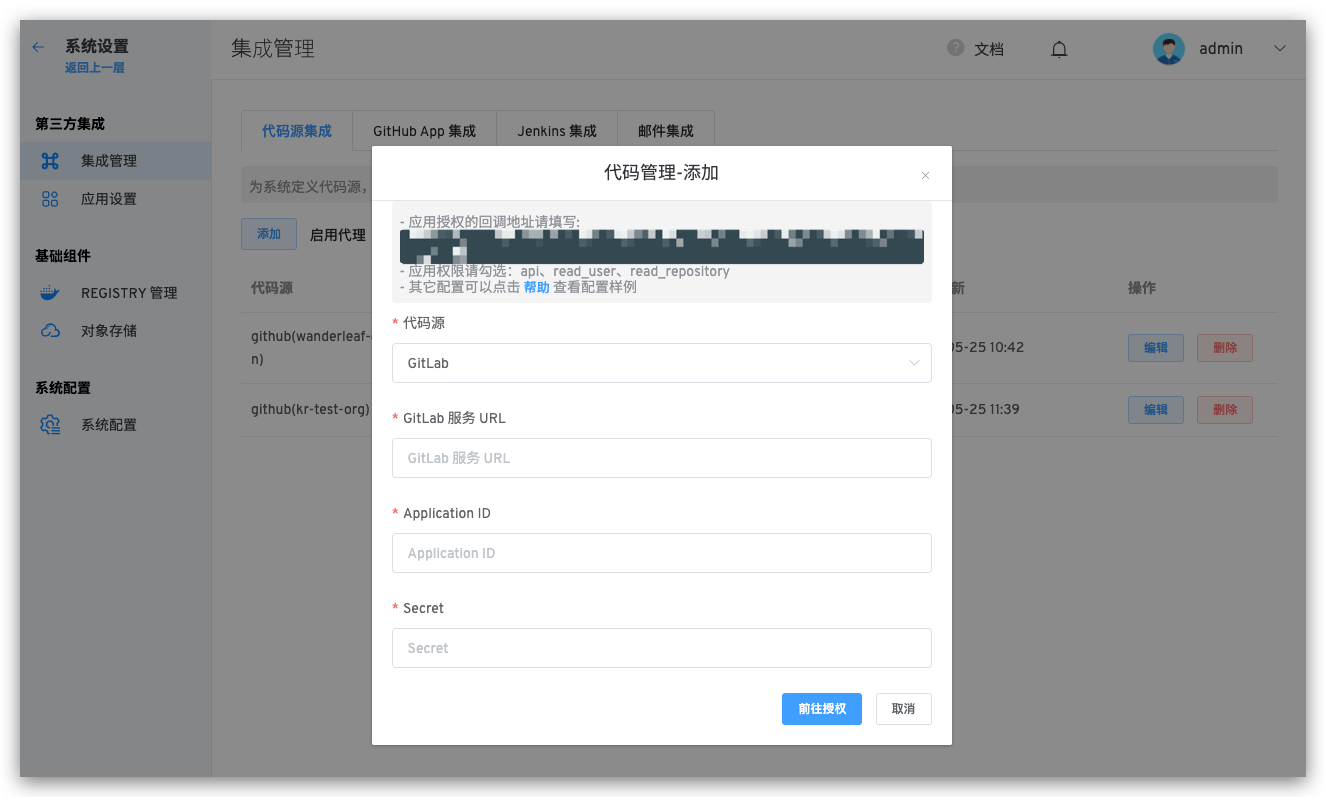 系统设置
返回上一层
集成管理
文档
admin
第三方集成
集成管理
应用设置
基础组件
REGISTRY 管理
对象存储
系统配置
系统配置
代码源集成
GitHub App 集成
Jenkins 集成
邮件集成
为系统定义代码源，
添加
启用代理
代码源
新
操作
github(wanderleaf-
n)
05-25 10:42
编辑
删除
github(kr-test-org)
05-25 11:39
编辑
删除
代码管理-添加
- 应用授权的回调地址请填写:
- 应用权限请勾选：api、read_user、read_repository
- 其它配置可以点击 帮助 查看配置样例
* 代码源
GitLab
* GitLab 服务 URL
GitLab 服务 URL
* Application ID
Application ID
* Secret
Secret
前往授权
取消